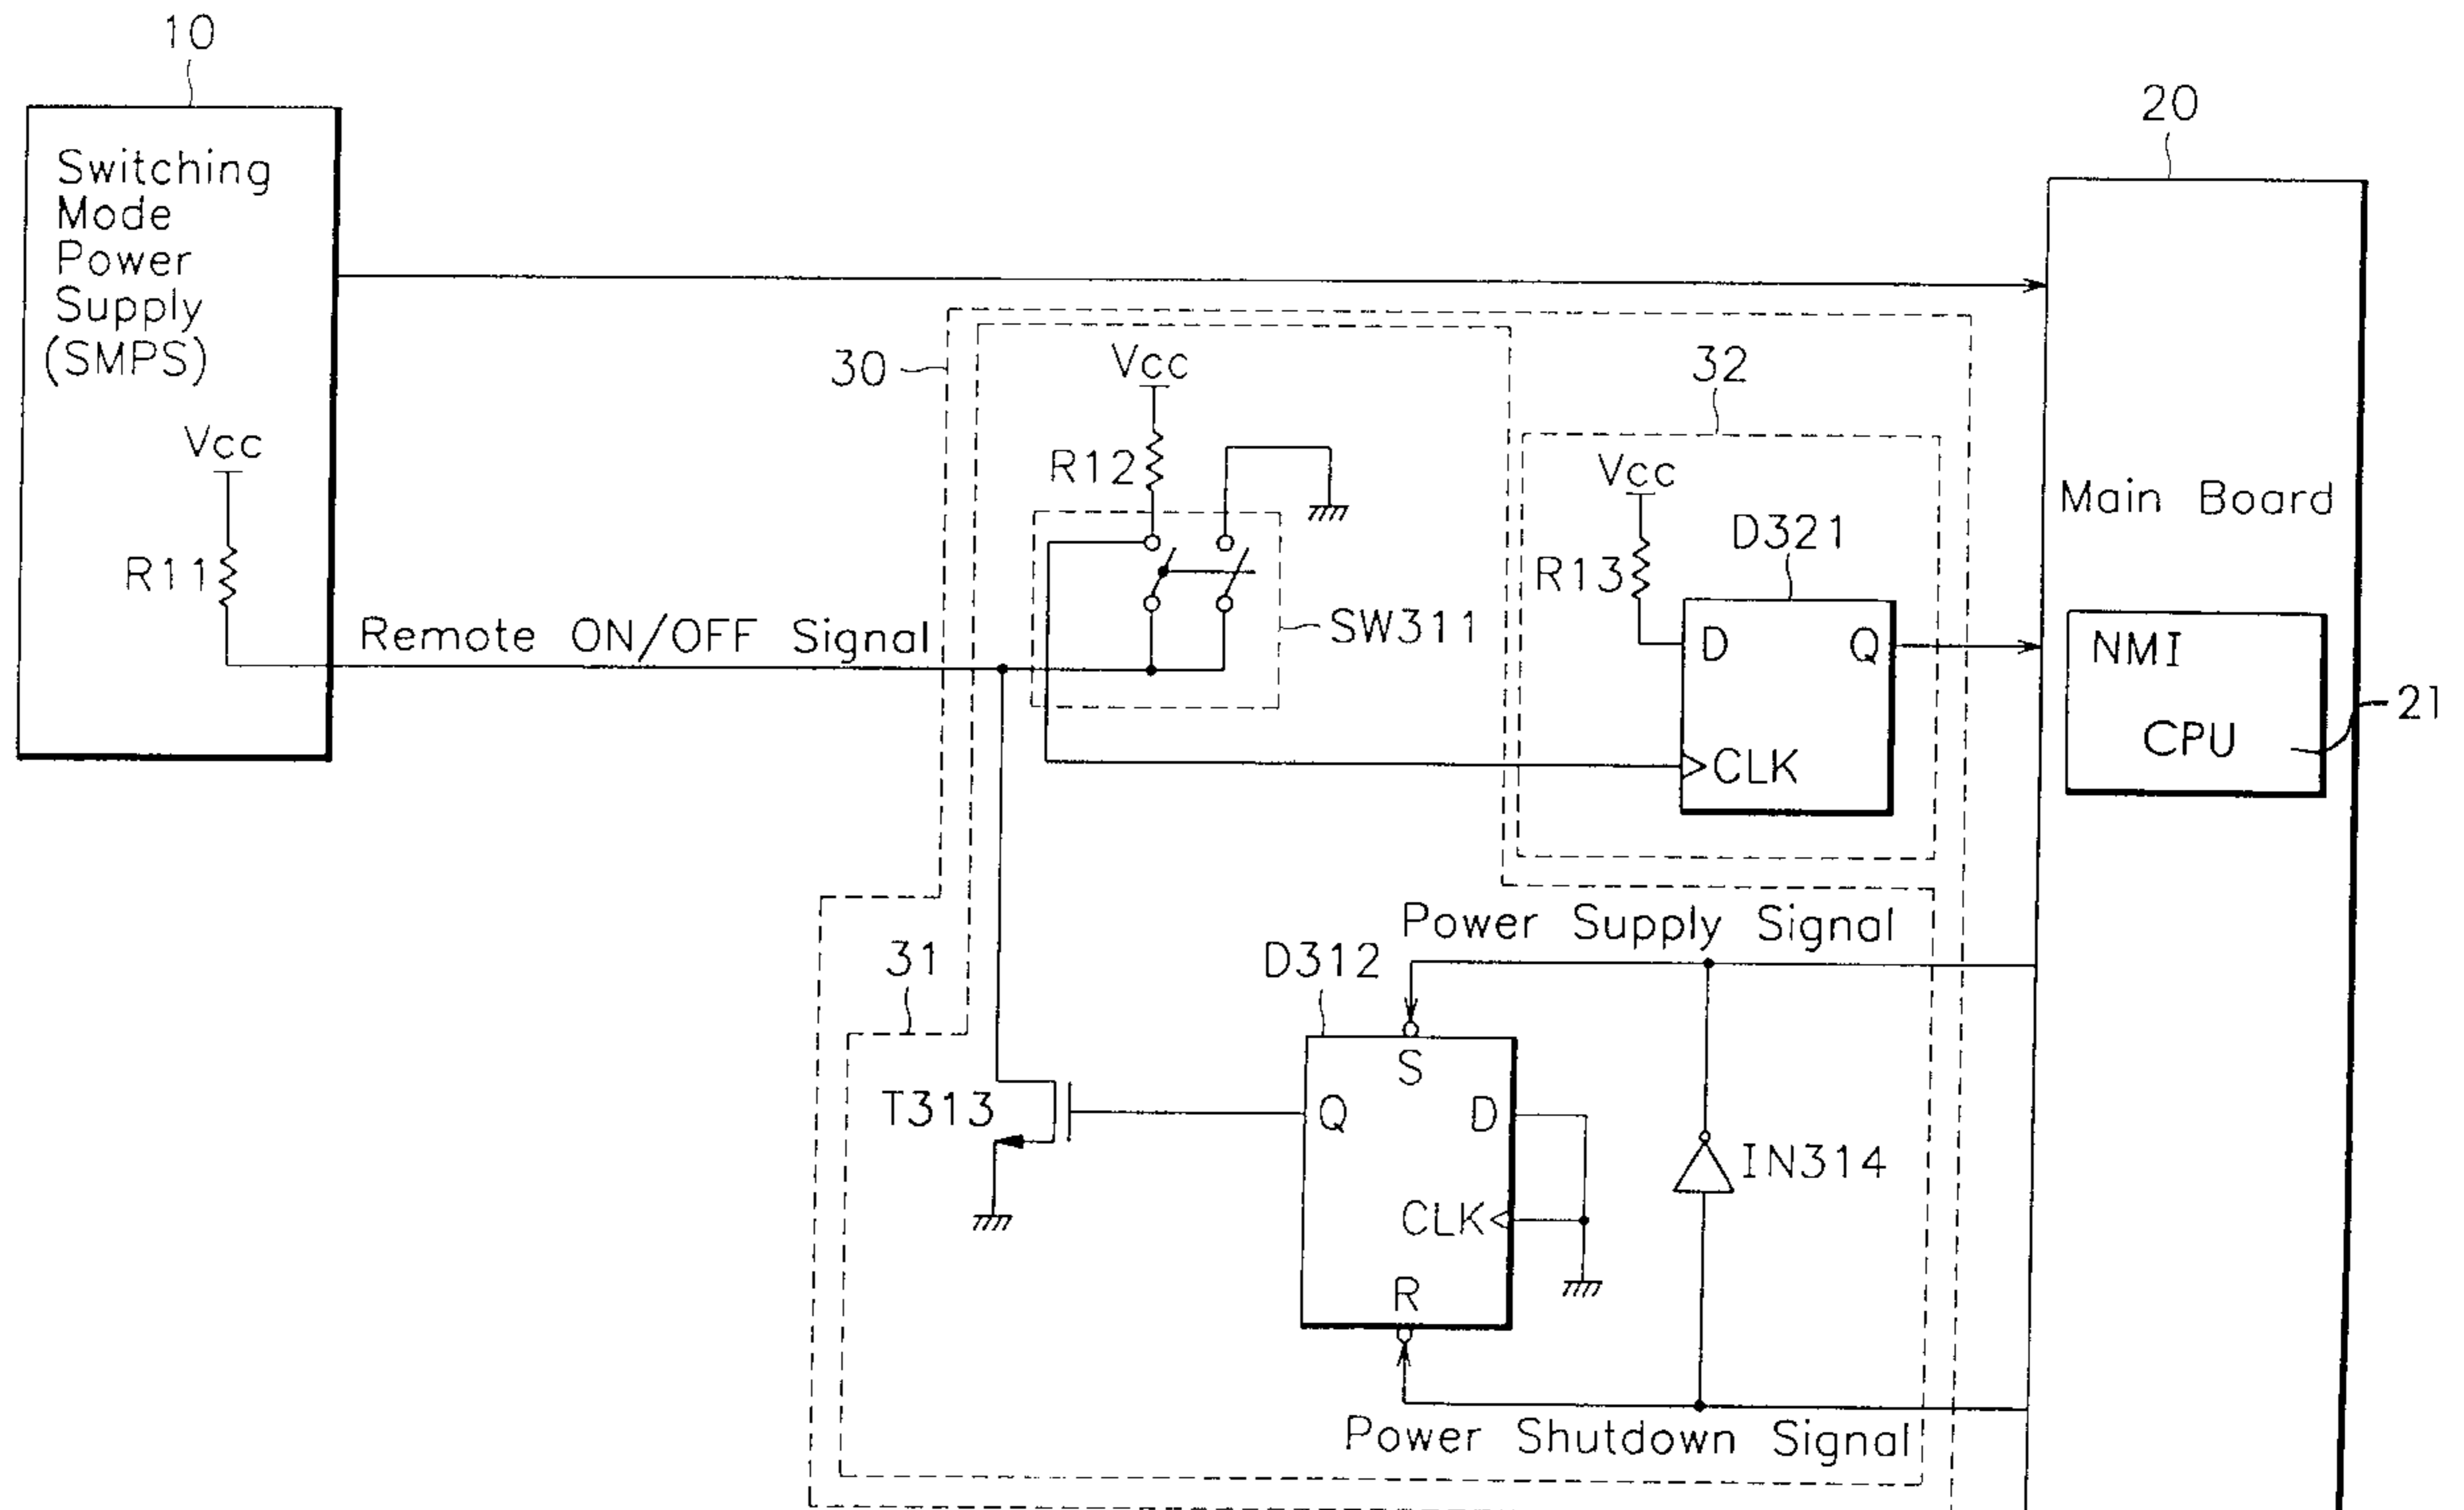 10
20
Switching
Mode
Power
Supply
(SMPS)
Vcc
R11
Remote ON/OFF Signal
30
Vcc
R12
SW311
32
Vcc
R13
D321
D
Q
CLK
Main Board
NMI
CPU
21
Power Supply Signal
31
D312
S
T313
Q
D
CLK
R
IN314
Power Shutdown Signal